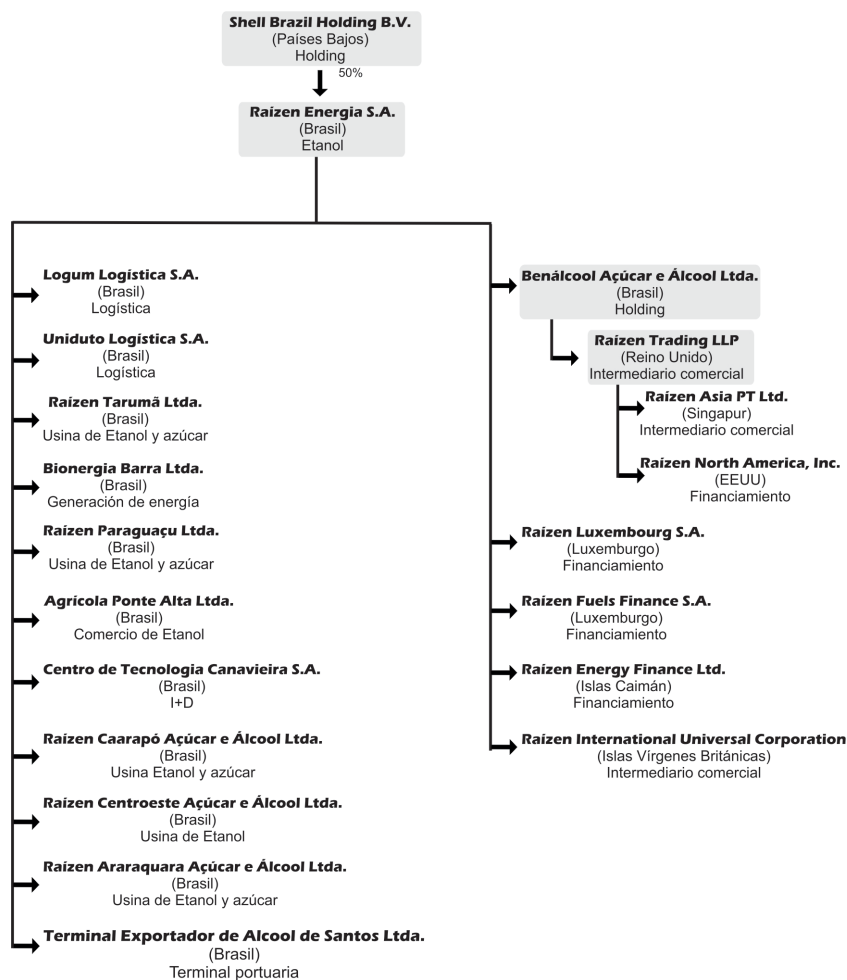 Shell Brazil Holding B.V.
(Países Bajos)
Holding
50%
Raízen Energia S.A.
(Brasil)
Etanol
Logum Logística S.A.
(Brasil)
Logística
Uniduto Logística S.A.
(Brasil)
Logística
Raízen Tarumã Ltda.
(Brasil)
Usina de Etanol y azúcar
Bionergia Barra Ltda.
(Brasil)
Generación de energía
Raízen Paraguaçu Ltda.
(Brasil)
Usina de Etanol y azúcar
Agrícola Ponte Alta Ltda.
(Brasil)
Comercio de Etanol
Centro de Tecnologia Canavieira S.A.
(Brasil)
I+D
Raízen Caarapó Açúcar e Álcool Ltda.
(Brasil)
Usina Etanol y azúcar
Raízen Centroeste Açúcar e Álcool Ltda.
(Brasil)
Usina de Etanol
Raízen Araraquara Açúcar e Álcool Ltda.
(Brasil)
Usina de Etanol y azúcar
Terminal Exportador de Alcool de Santos Ltda.
(Brasil)
Terminal portuaria
Benálcool Açúcar e Álcool Ltda.
(Brasil)
Holding
Raízen Trading LLP
(Reino Unido)
Intermediario comercial
Raízen Asia PT Ltd.
(Singapur)
Intermediario comercial
Raízen North America, Inc.
(EEUU)
Financiamiento
Raízen Luxembourg S.A.
(Luxemburgo)
Financiamiento
Raízen Fuels Finance S.A.
(Luxemburgo)
Financiamiento
Raízen Energy Finance Ltd.
(Islas Caimán)
Financiamiento
Raízen International Universal Corporation
(Islas Vírgenes Británicas)
Intermediario comercial